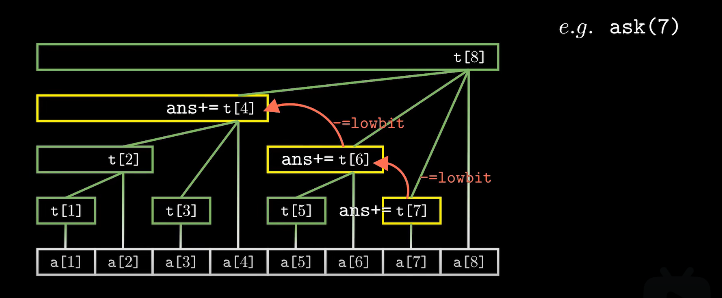 e.g. ask(7)
t[8]
ans+= t[4]
-=lowbit
t[2]
ans+= t[6]
-=lowbit
t[1] t[3] t[5] ans+= t[7]
a[1] a[2] a[3] a[4] a[5] a[6] a[7] a[8]